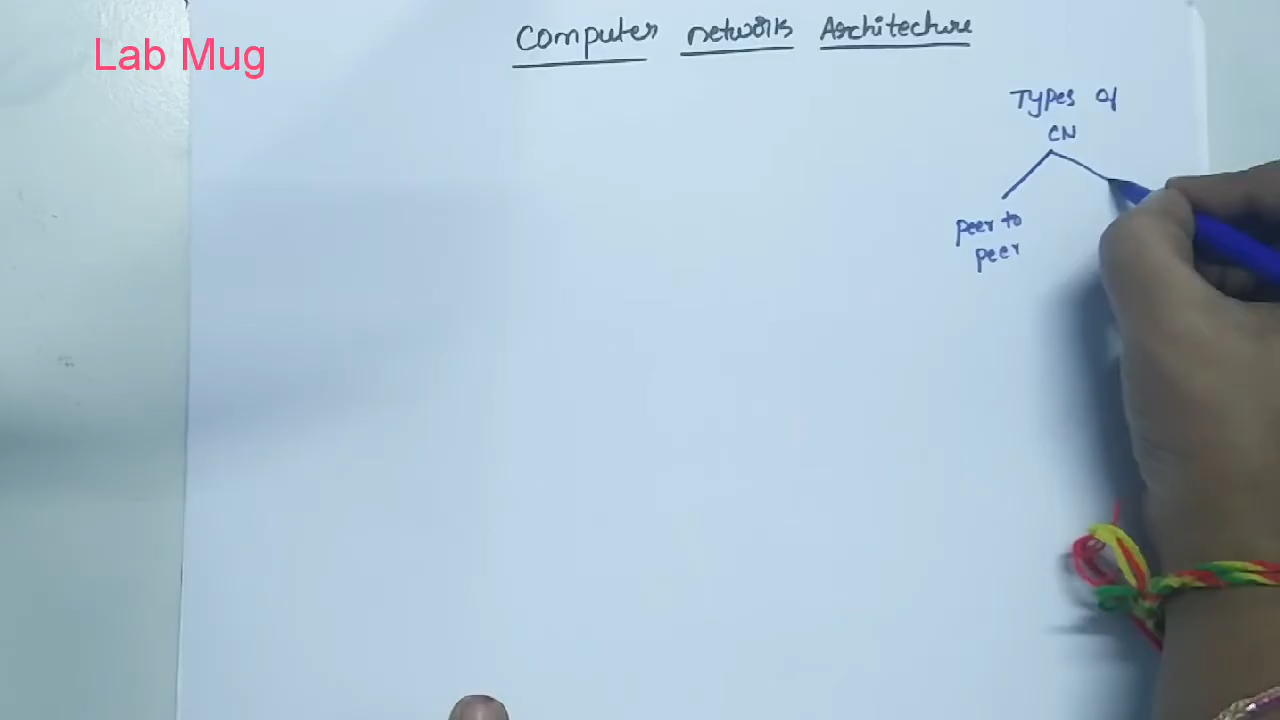 Lab Mug
Computer networks Architecture
Types of
CN
peer to
peer